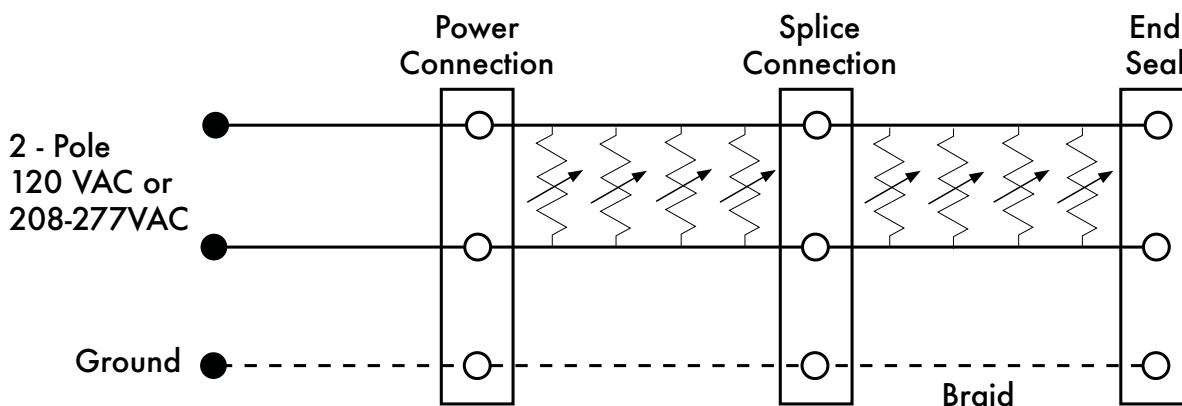 Power
Connection
Splice
Connection
End
Seal
2 - Pole
120 VAC or
208-277VAC
Ground
Braid